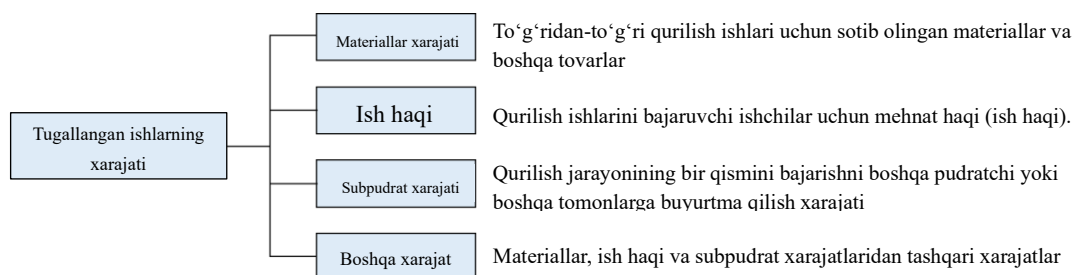 Tugallangan ishlarning
xarajati
Materiallar xarajati
To‘g‘ridan-to‘g‘ri qurilish ishlari uchun sotib olingan materiallar va
boshqa tovarlar
Ish haqi
Qurilish ishlarini bajaruvchi ishchilar uchun mehnat haqi (ish haqi).
Subpudrat xarajati
Qurilish jarayonining bir qismini bajarishni boshqa pudratchi yoki
boshqa tomonlarga buyurtma qilish xarajati
Boshqa xarajat
Materiallar, ish haqi va subpudrat xarajatlaridan tashqari xarajatlar